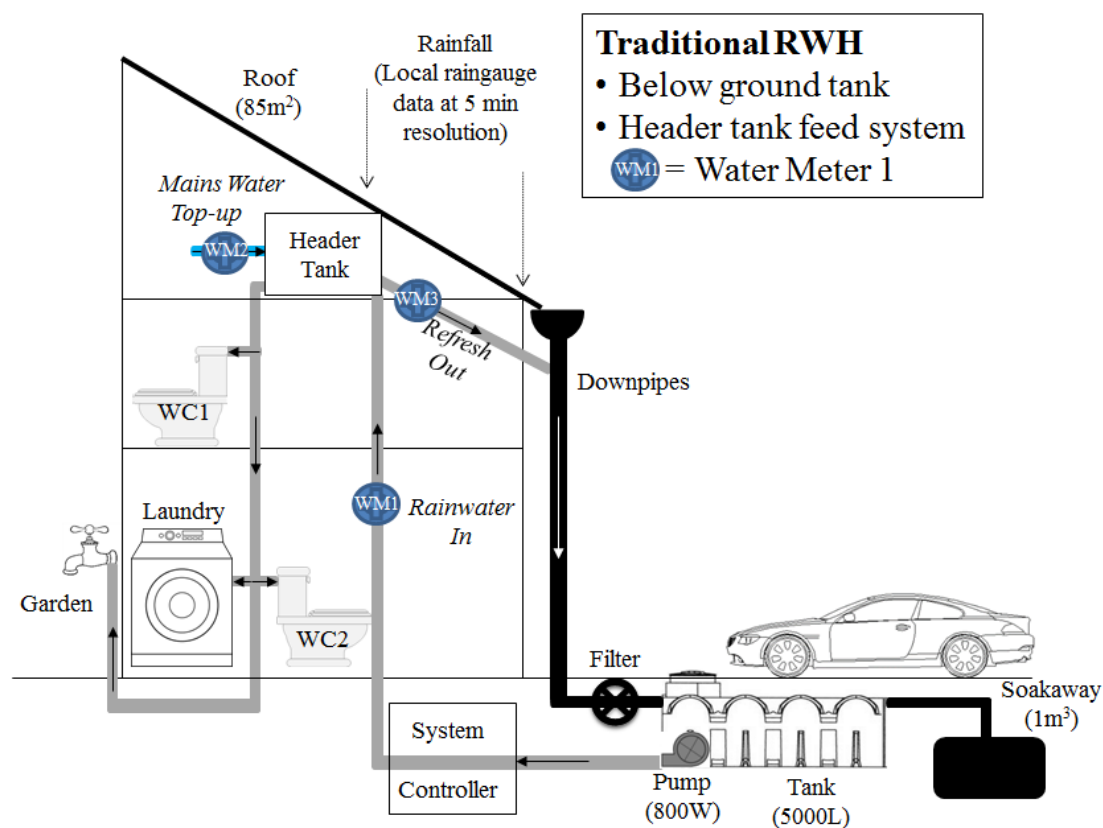 Traditional RWH
• Below ground tank
• Header tank feed system
WM1 = Water Meter 1
Rainfall
(Local raingauge
data at 5 min
resolution)
Roof
(85m²)
Mains Water
Top-up
WM2
Header
Tank
WM3
Refresh
Out
Downpipes
WC1
WM1
Rainwater
In
Laundry
Garden
WC2
Filter
Soakaway
(1m³)
System
Controller
Pump
(800W)
Tank
(5000L)